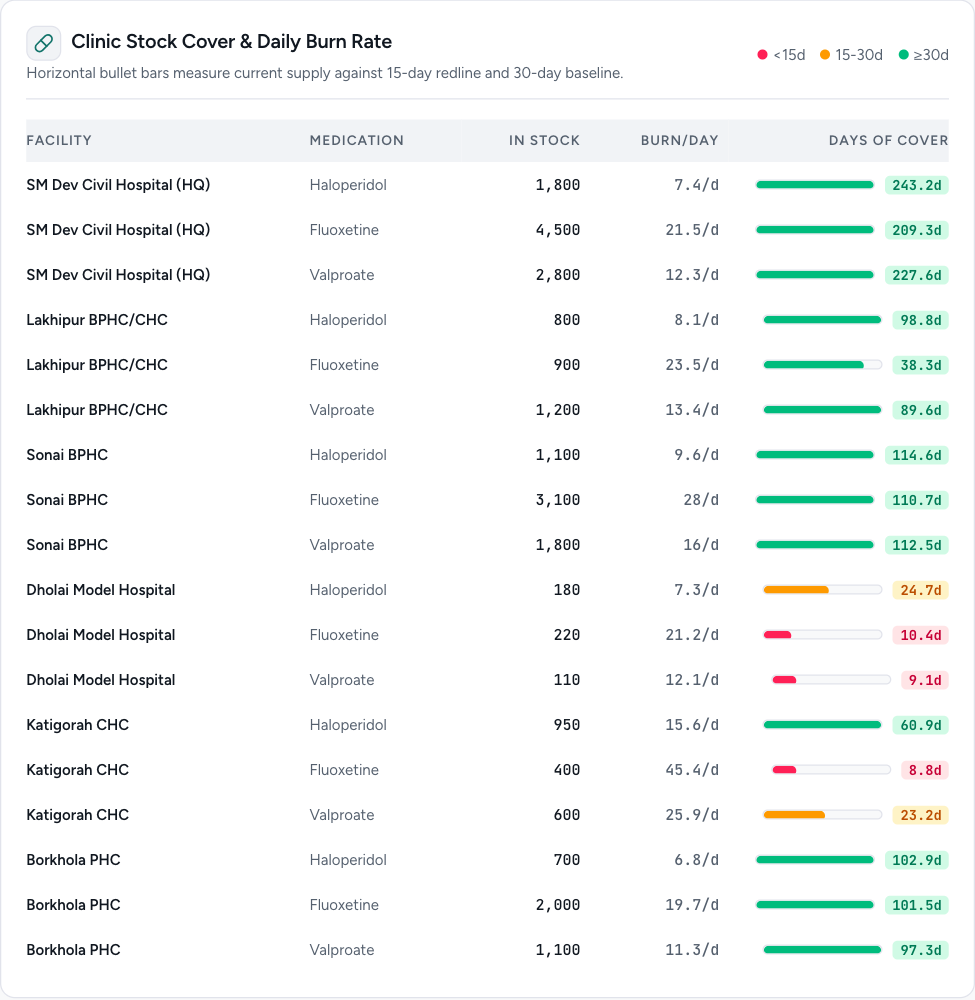 Clinic Stock Cover & Daily Burn Rate
Horizontal bullet bars measure current supply against 15-day redline and 30-day baseline.
<15d 15-30d ≥30d
FACILITY MEDICATION IN STOCK BURN/DAY DAYS OF COVER
SM Dev Civil Hospital (HQ) Haloperidol 1,800 7.4/d 243.2d
SM Dev Civil Hospital (HQ) Fluoxetine 4,500 21.5/d 209.3d
SM Dev Civil Hospital (HQ) Valproate 2,800 12.3/d 227.6d
Lakhipur BPHC/CHC Haloperidol 800 8.1/d 98.8d
Lakhipur BPHC/CHC Fluoxetine 900 23.5/d 38.3d
Lakhipur BPHC/CHC Valproate 1,200 13.4/d 89.6d
Sonai BPHC Haloperidol 1,100 9.6/d 114.6d
Sonai BPHC Fluoxetine 3,100 28/d 110.7d
Sonai BPHC Valproate 1,800 16/d 112.5d
Dholai Model Hospital Haloperidol 180 7.3/d 24.7d
Dholai Model Hospital Fluoxetine 220 21.2/d 10.4d
Dholai Model Hospital Valproate 110 12.1/d 9.1d
Katigorah CHC Haloperidol 950 15.6/d 60.9d
Katigorah CHC Fluoxetine 400 45.4/d 8.8d
Katigorah CHC Valproate 600 25.9/d 23.2d
Borkhola PHC Haloperidol 700 6.8/d 102.9d
Borkhola PHC Fluoxetine 2,000 19.7/d 101.5d
Borkhola PHC Valproate 1,100 11.3/d 97.3d